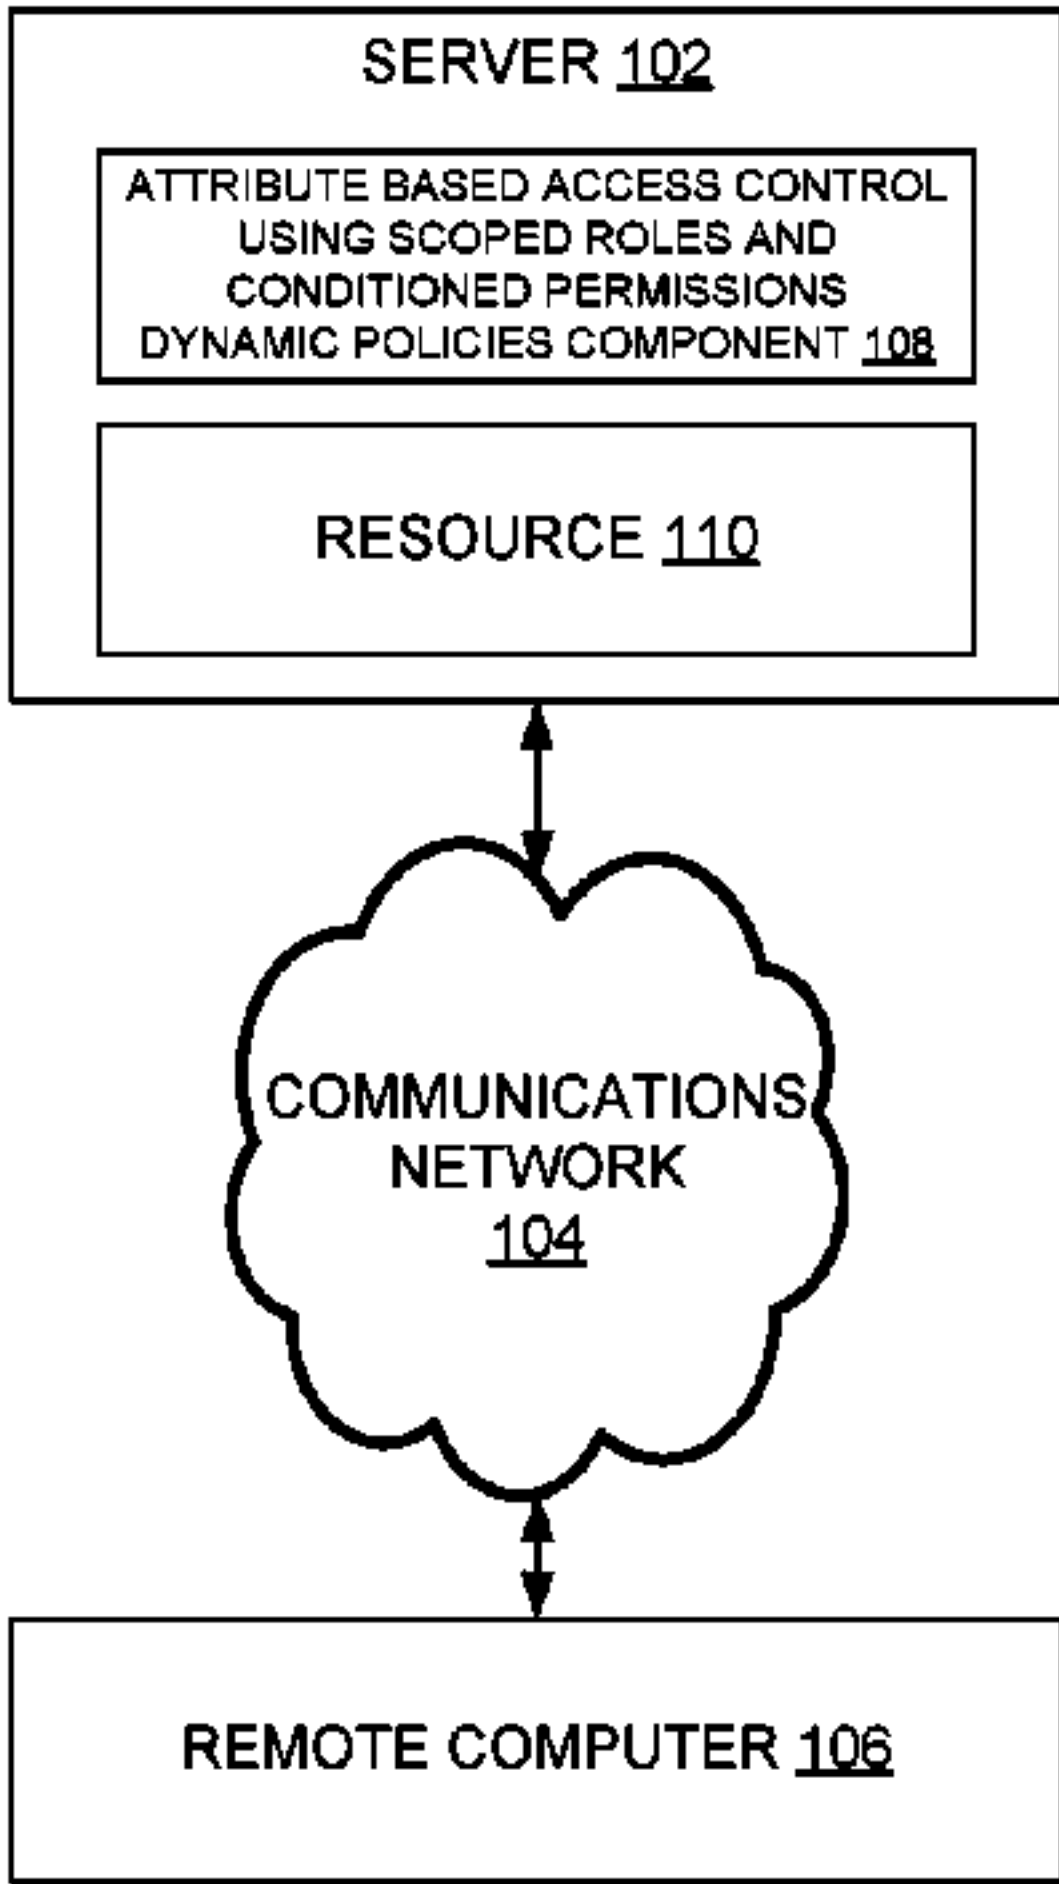 SERVER 102
ATTRIBUTE BASED ACCESS CONTROL
USING SCOPED ROLES AND
CONDITIONED PERMISSIONS
DYNAMIC POLICIES COMPONENT 108
RESOURCE 110
COMMUNICATIONS
NETWORK
104
REMOTE COMPUTER 106